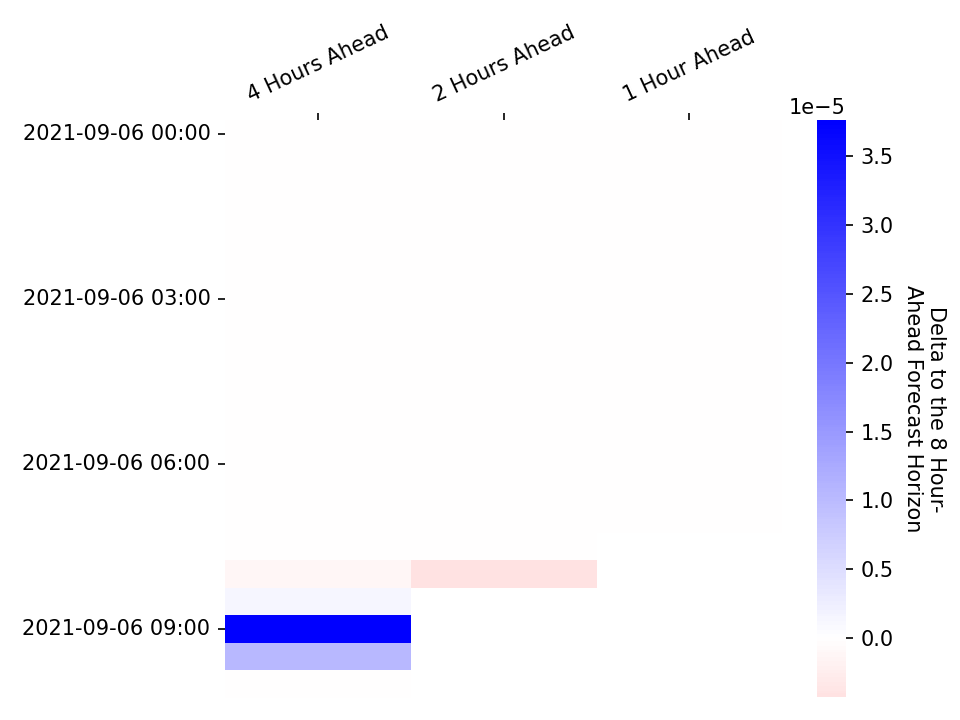 4 Hours Ahead
2 Hours Ahead
1 Hour Ahead
1e−5
2021-09-06 00:00
2021-09-06 03:00
2021-09-06 06:00
2021-09-06 09:00
3.5
3.0
2.5
2.0
1.5
1.0
0.5
0.0
Delta to the 8 Hour-
Ahead Forecast Horizon